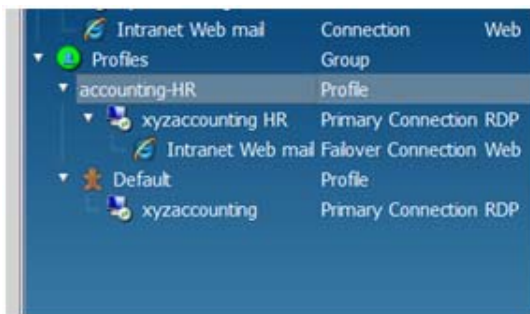 Intranet Web mail Connection Web
Profiles Group
accounting-HR Profile
xyzaccounting HR Primary Connection RDP
Intranet Web mail Failover Connection Web
Default Profile
xyzaccounting Primary Connection RDP